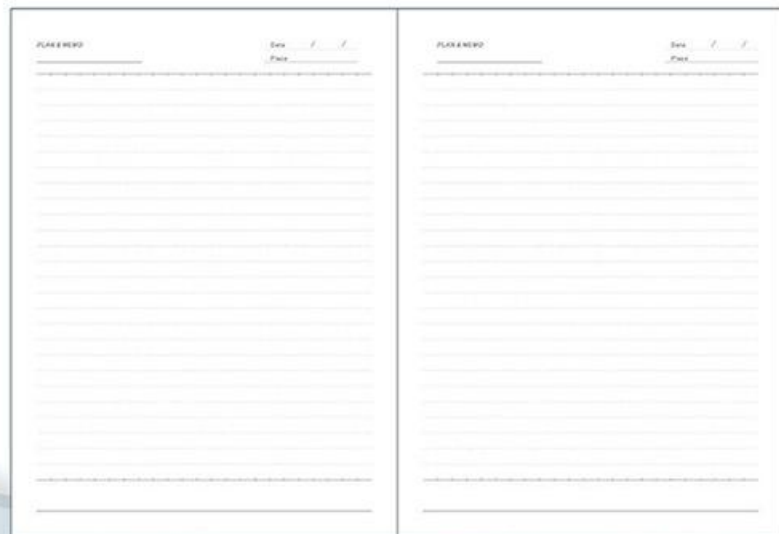 PLAN & MEMO
Date / /
Place
PLAN & MEMO
Date / /
Place